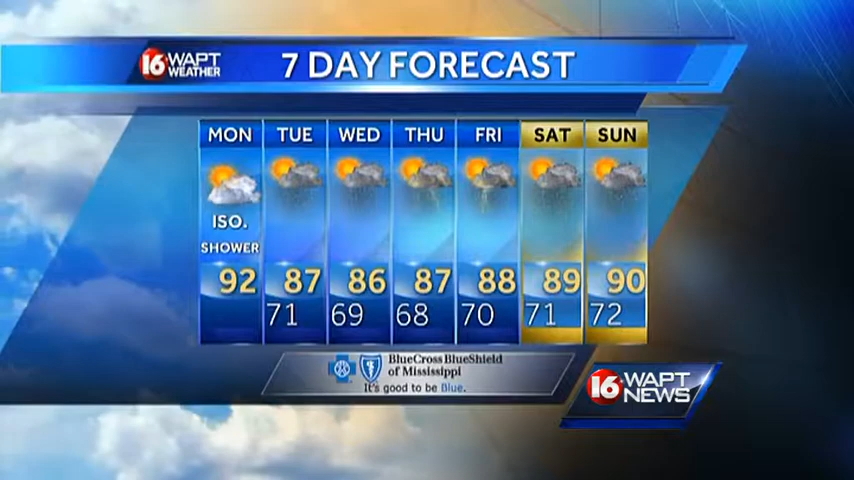 16 WAPT WEATHER
7 DAY FORECAST
MON TUE WED THU FRI SAT SUN
ISO.
SHOWER
92 87 86 87 88 89 90
71 69 68 70 71 72
BlueCross BlueShield
of Mississippi
It's good to be Blue.
16 WAPT
NEWS